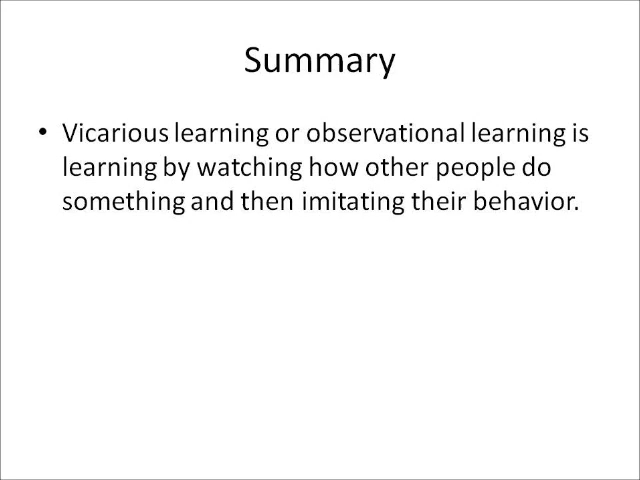 Summary
• Vicarious learning or observational learning is
learning by watching how other people do
something and then imitating their behavior.